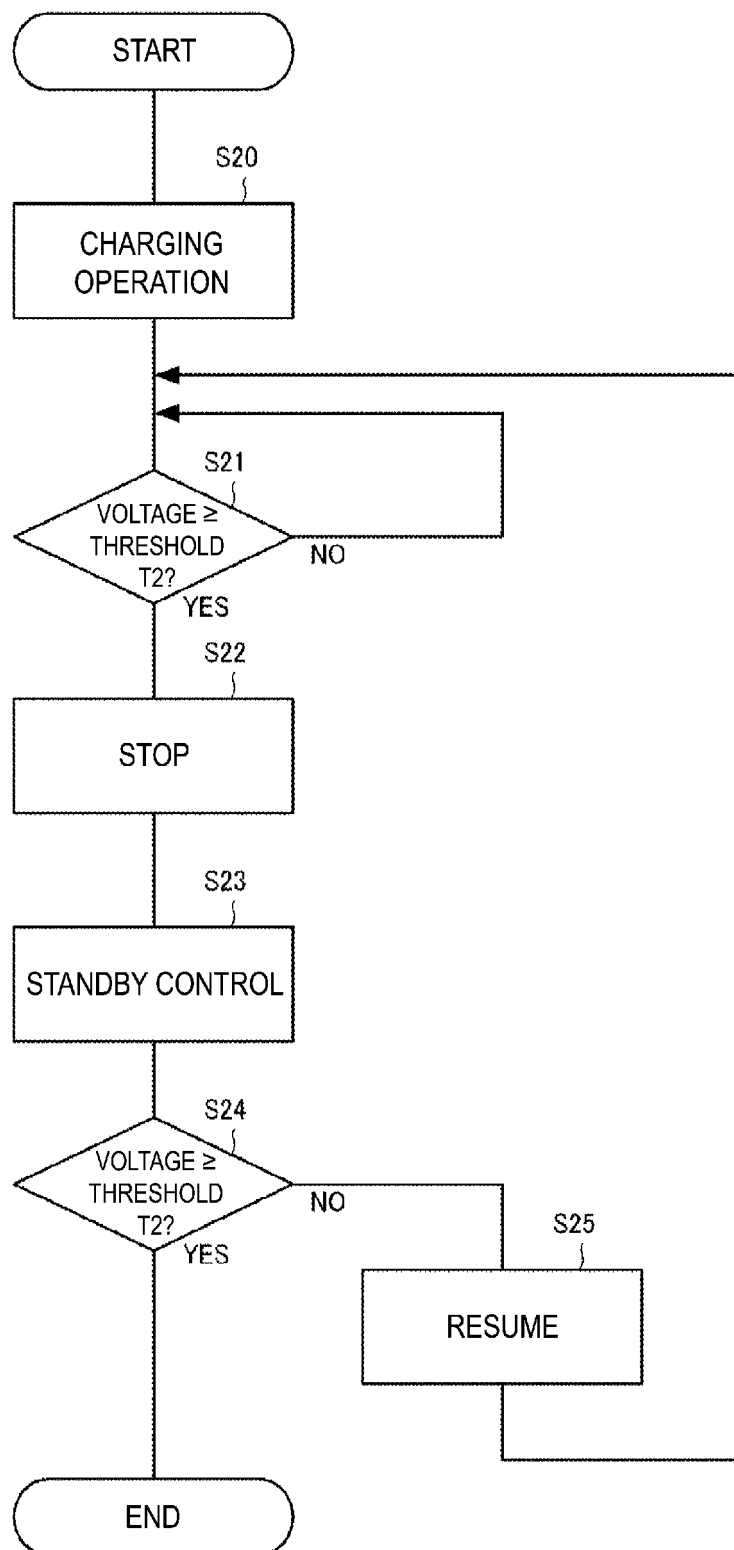 START
S20
CHARGING
OPERATION
S21
VOLTAGE ≥
THRESHOLD
T2?
NO
YES
S22
STOP
S23
STANDBY CONTROL
S24
VOLTAGE ≥
THRESHOLD
T2?
NO
YES
S25
RESUME
END